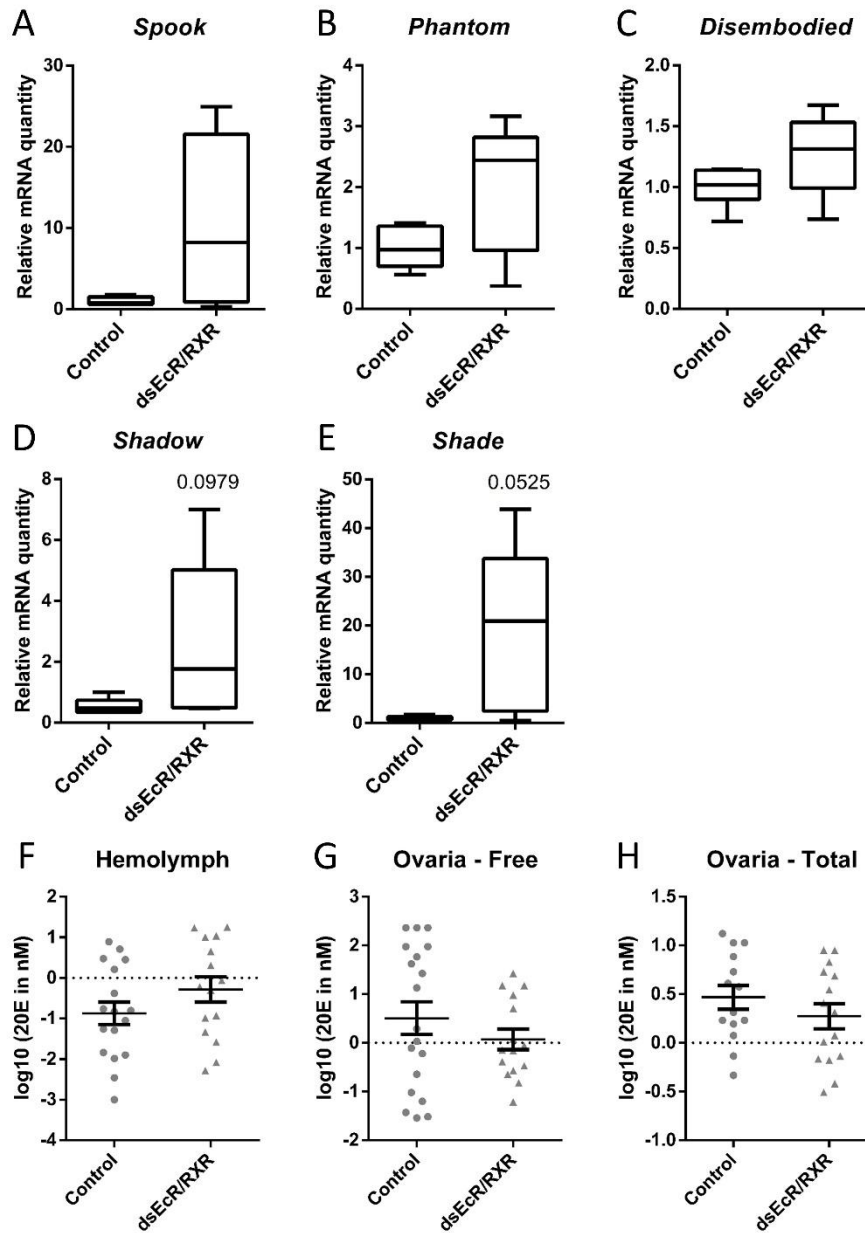 A
Spook
Relative mRNA quantity
30
20
10
0
Control
dsEcR/RXR
B
Phantom
Relative mRNA quantity
4
3
2
1
0
Control
dsEcR/RXR
C
Disembodied
Relative mRNA quantity
2.0
1.5
1.0
0.5
0.0
Control
dsEcR/RXR
D
Shadow
Relative mRNA quantity
8
6
4
2
0
0.0979
Control
dsEcR/RXR
E
Shade
Relative mRNA quantity
50
40
30
20
10
0
0.0525
Control
dsEcR/RXR
F
Hemolymph
log10 (20E in nM)
2
1
0
-1
-2
-3
-4
Control
dsEcR/RXR
G
Ovaria - Free
log10 (20E in nM)
3
2
1
0
-1
-2
Control
dsEcR/RXR
H
Ovaria - Total
log10 (20E in nM)
1.5
1.0
0.5
0.0
-0.5
-1.0
Control
dsEcR/RXR